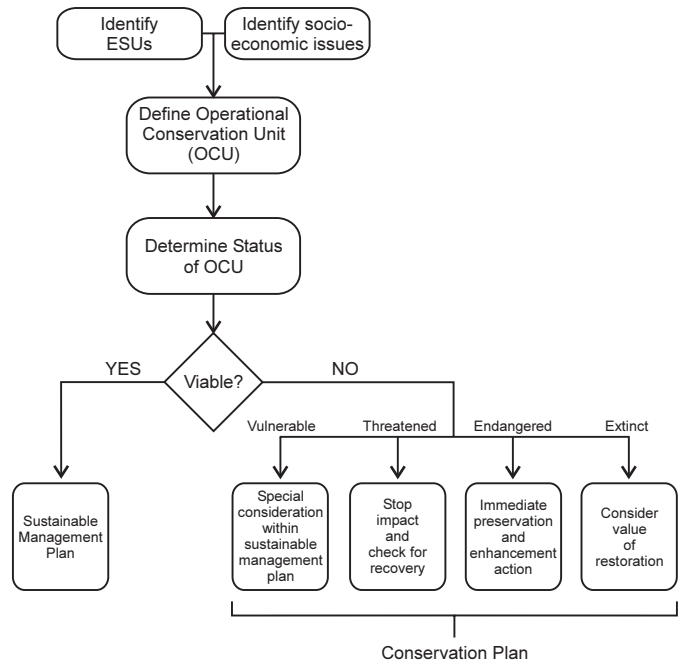 Identify
ESUs
Identify socio-
economic issues
Define Operational
Conservation Unit
(OCU)
Determine Status
of OCU
Viable?
YES
NO
Vulnerable
Threatened
Endangered
Extinct
Sustainable
Management
Plan
Special
consideration
within
sustainable
management
plan
Stop
impact
and
check for
recovery
Immediate
preservation
and
enhancement
action
Consider
value
of
restoration
Conservation Plan